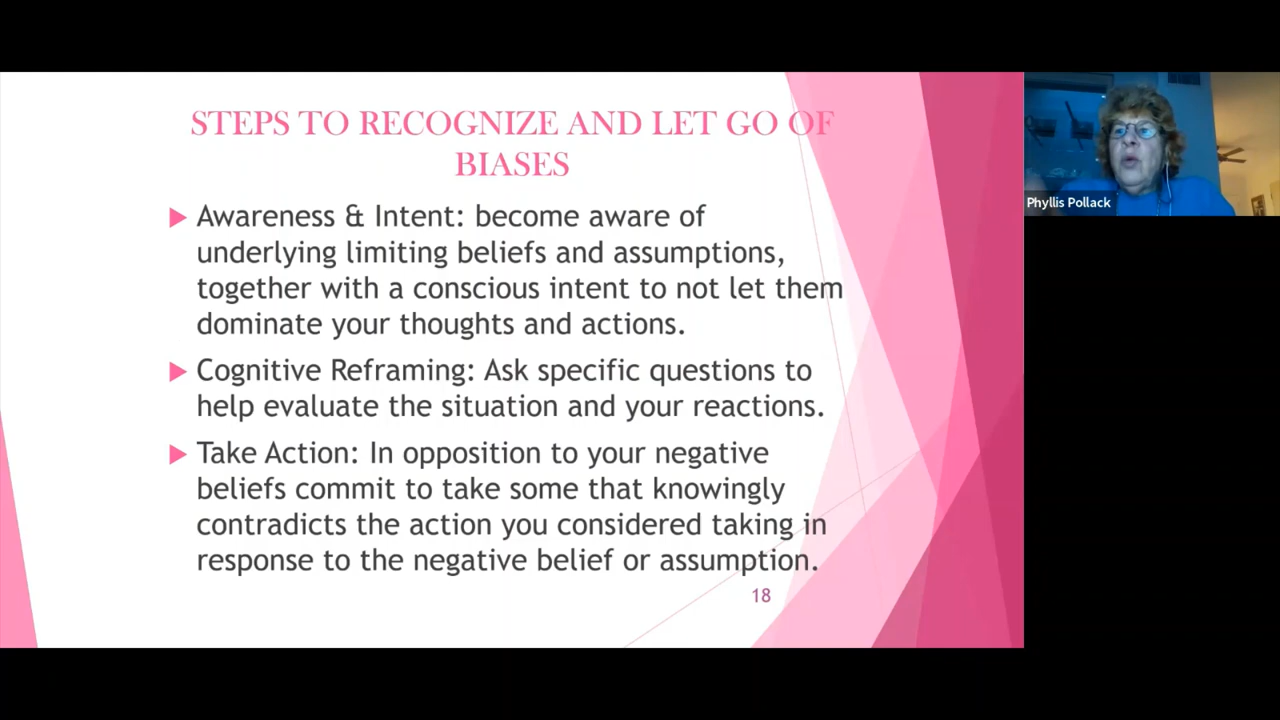 STEPS TO RECOGNIZE AND LET GO OF
BIASES
Awareness & Intent: become aware of
underlying limiting beliefs and assumptions,
together with a conscious intent to not let them
dominate your thoughts and actions.
Cognitive Reframing: Ask specific questions to
help evaluate the situation and your reactions.
Take Action: In opposition to your negative
beliefs commit to take some that knowingly
contradicts the action you considered taking in
response to the negative belief or assumption.
18
Phyllis Pollack